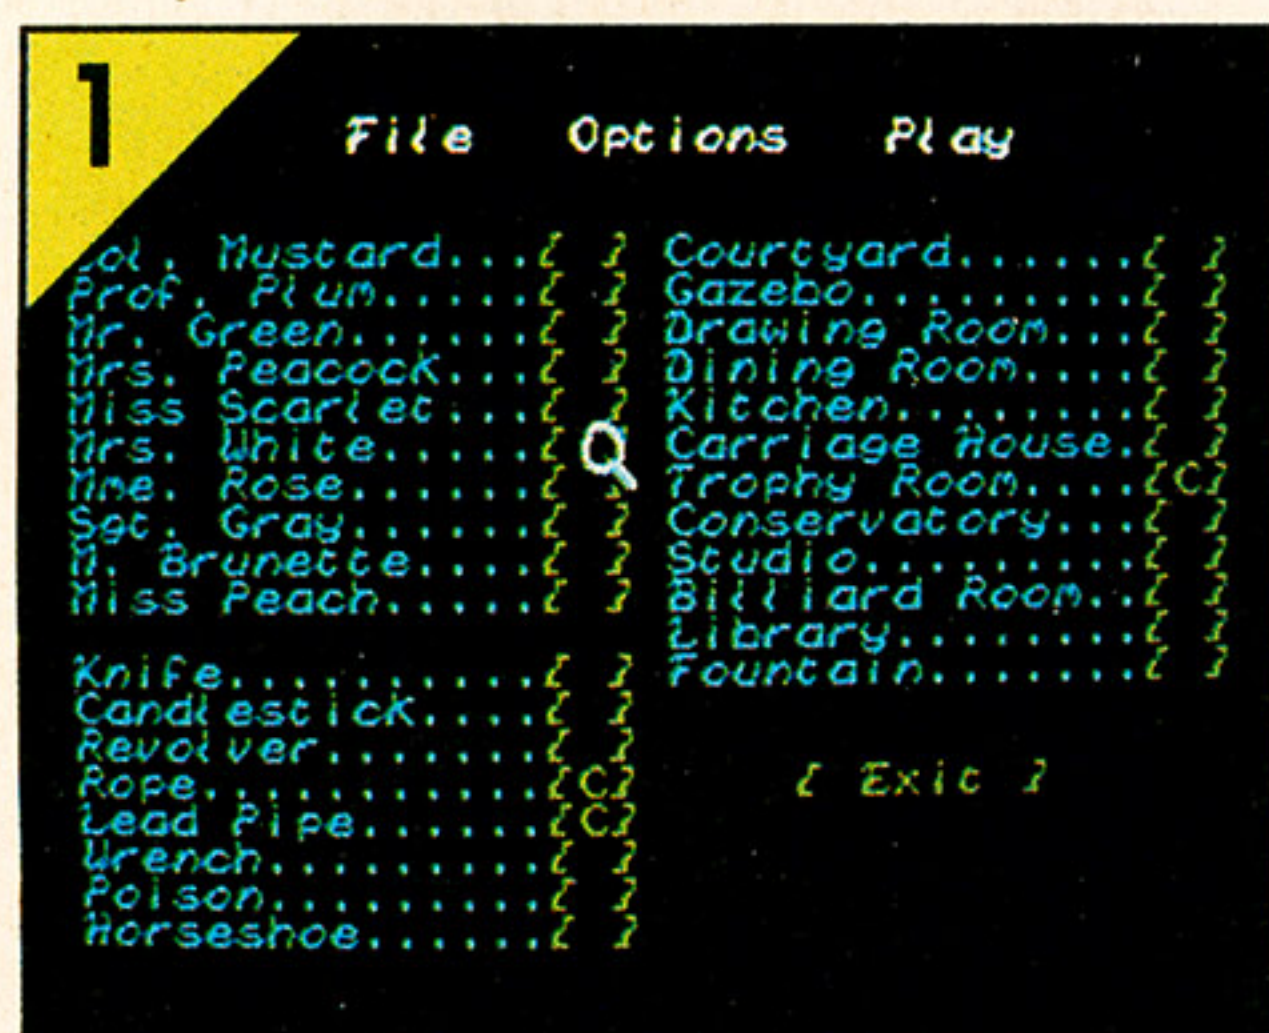 1
File Options Play
Col. Mustard...{ }
Prof. Plum.....{ }
Mr. Green......{ }
Mrs. Peacock...{ }
Miss Scarlet...{ }
Mrs. White.....{ }
Mme. Rose......{ }
Sgt. Gray......{ }
M. Brunette....{ }
Miss Peach.....{ }
Knife..........{ }
Candlestick....{ }
Revolver.......{ }
Rope...........{C}
Lead Pipe......{C}
Wrench.........{ }
Poison.........{ }
Horseshoe......{ }
Courtyard......{ }
Gazebo.........{ }
Drawing Room...{ }
Dining Room....{ }
Kitchen........{ }
Carriage House.{ }
Trophy Room....{C}
Conservatory...{ }
Studio.........{ }
Billiard Room..{ }
Library........{ }
Fountain.......{ }
{ Exit }